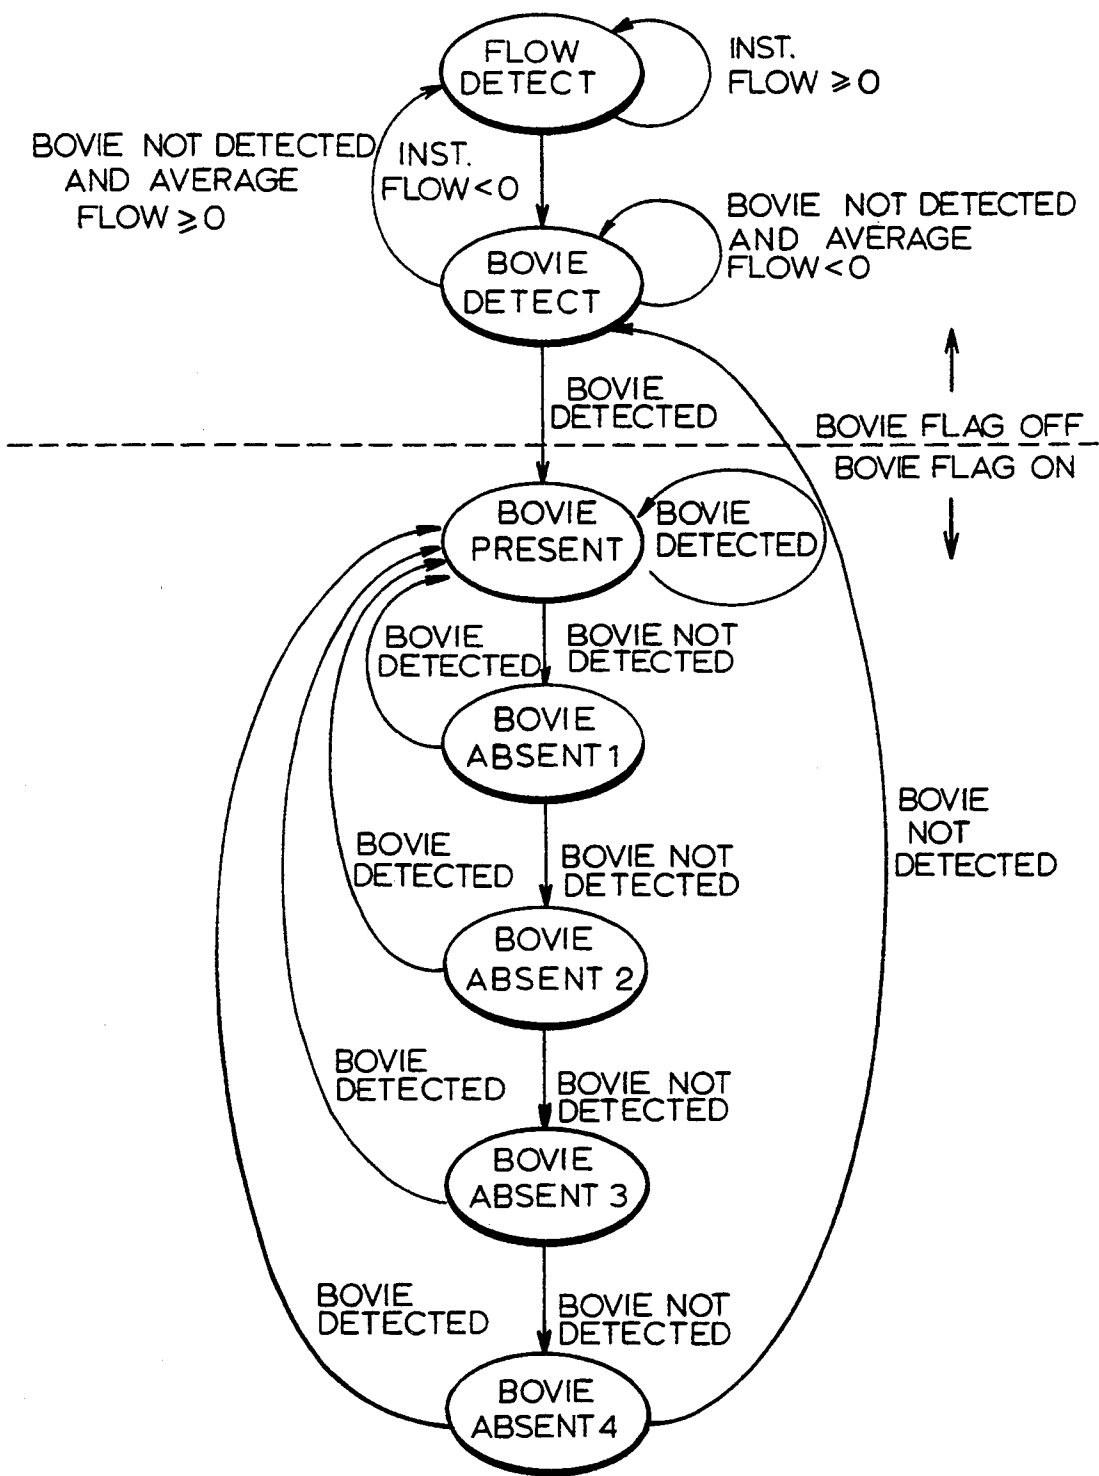 FLOW
DETECT
INST.
FLOW ≥ 0
BOVIE NOT DETECTED
AND AVERAGE
FLOW ≥ 0
INST.
FLOW < 0
BOVIE NOT DETECTED
AND AVERAGE
FLOW < 0
BOVIE
DETECT
BOVIE
DETECTED
BOVIE FLAG OFF
BOVIE FLAG ON
BOVIE
PRESENT
BOVIE
DETECTED
BOVIE
DETECTED
BOVIE NOT
DETECTED
BOVIE
ABSENT 1
BOVIE
NOT
DETECTED
BOVIE
DETECTED
BOVIE NOT
DETECTED
BOVIE
ABSENT 2
BOVIE
DETECTED
BOVIE NOT
DETECTED
BOVIE
ABSENT 3
BOVIE
DETECTED
BOVIE NOT
DETECTED
BOVIE
ABSENT 4